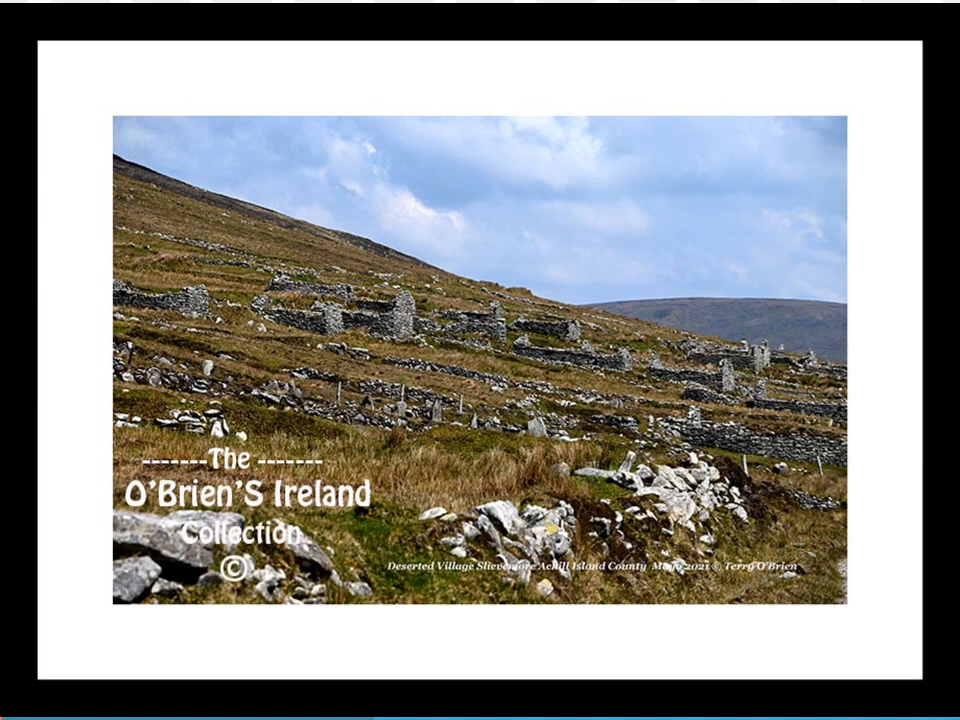 -------The -------
O'Brien'S Ireland
Collection
©
Deserted Village Slievemore Achill Island County Mayo 2021 © Terry O'Brien